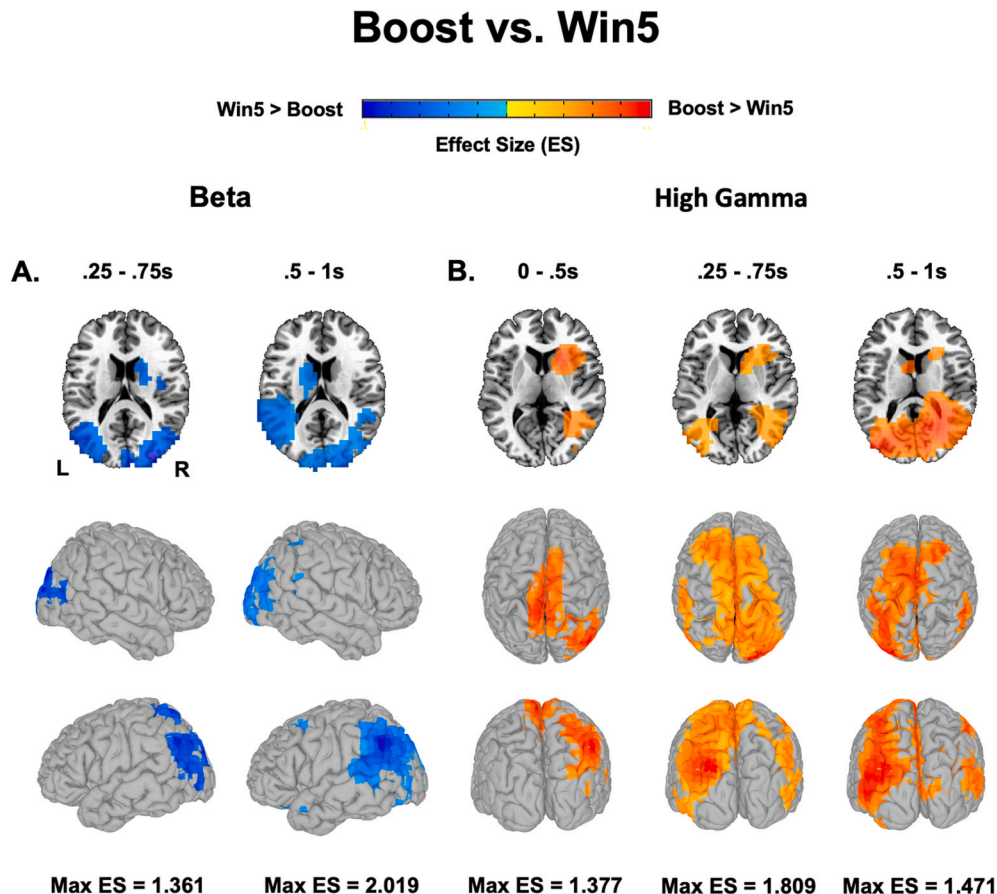 Boost vs. Win5
Win5 > Boost
Boost > Win5
Effect Size (ES)
Beta
High Gamma
A.
.25 - .75s
.5 - 1s
B.
0 - .5s
.25 - .75s
.5 - 1s
L
R
Max ES = 1.361
Max ES = 2.019
Max ES = 1.377
Max ES = 1.809
Max ES = 1.471